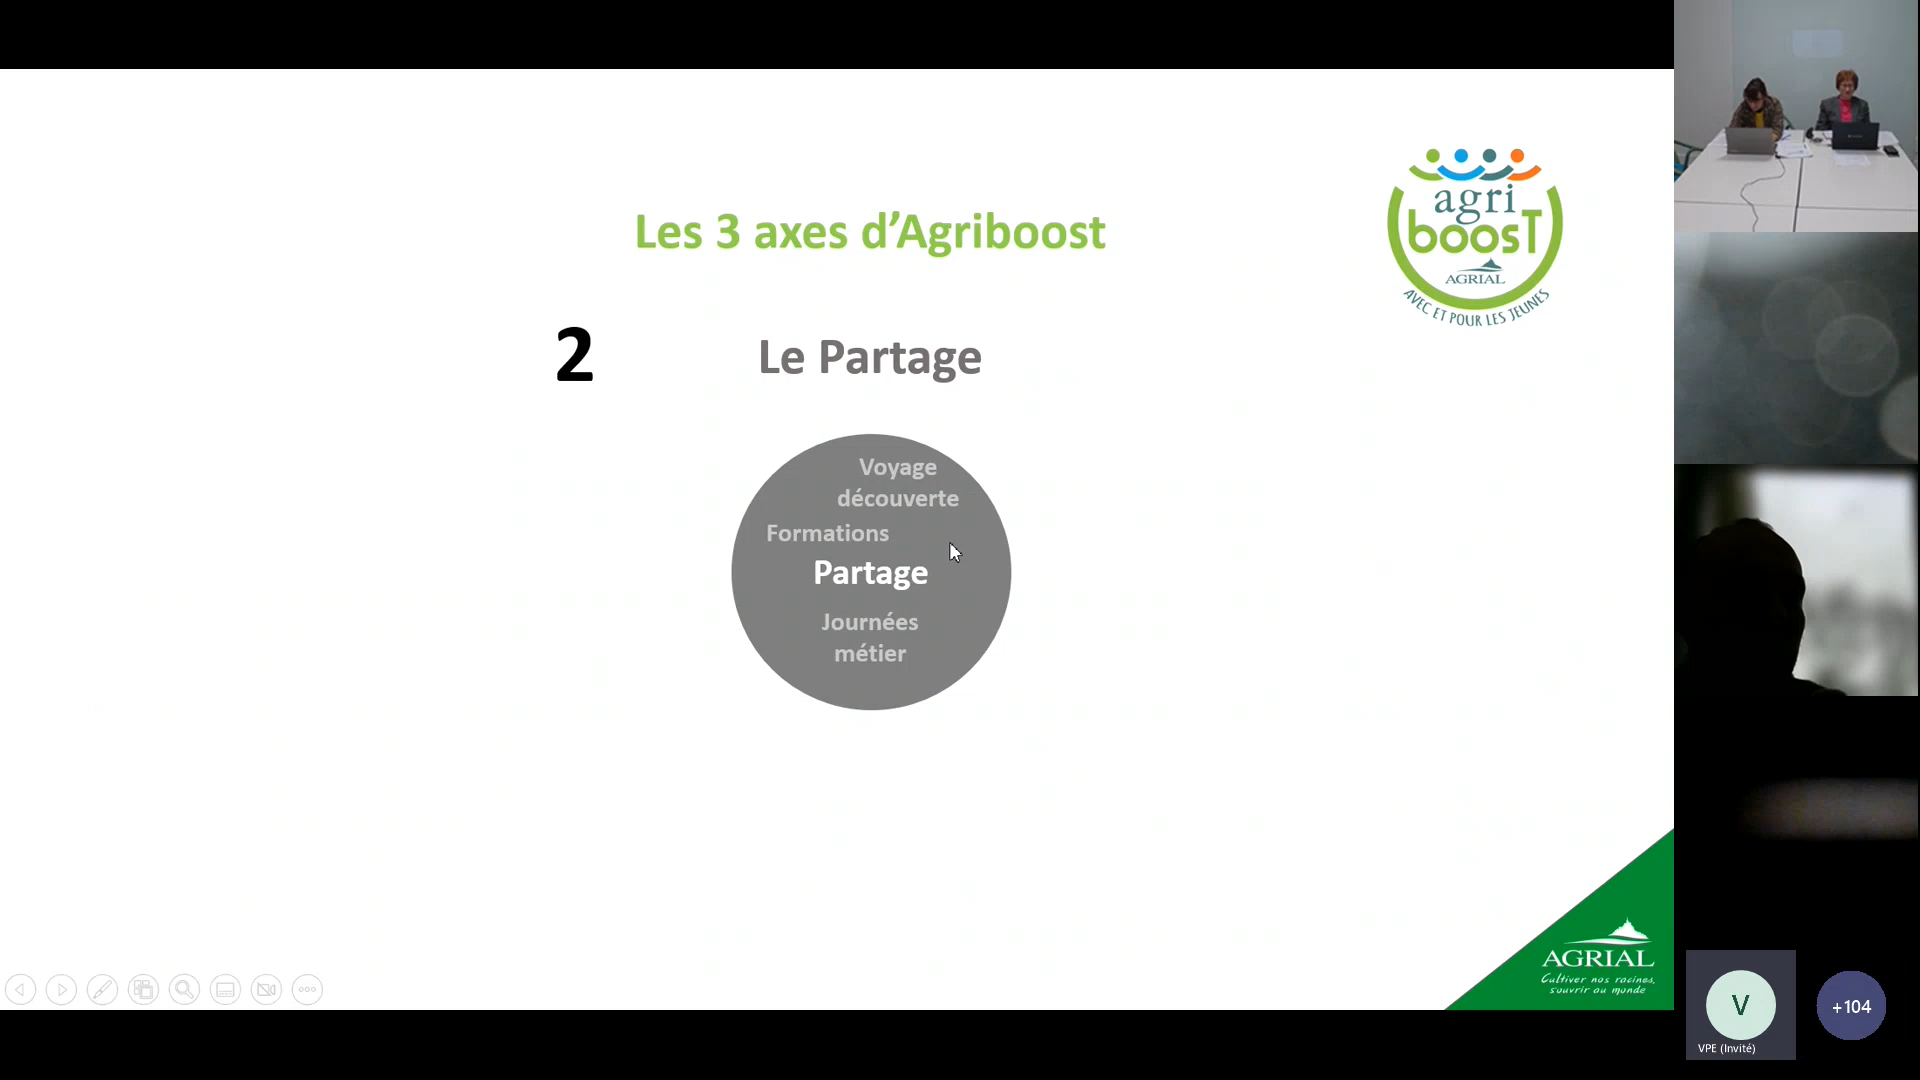 Les 3 axes d’Agriboost
agri
boosT
AGRIAL
AVEC ET POUR LES JEUNES
2
Le Partage
Voyage
découverte
Formations
Partage
Journées
métier
AGRIAL
Cultiver nos racines,
s'ouvrir au monde
V
VPE (Invité)
+104